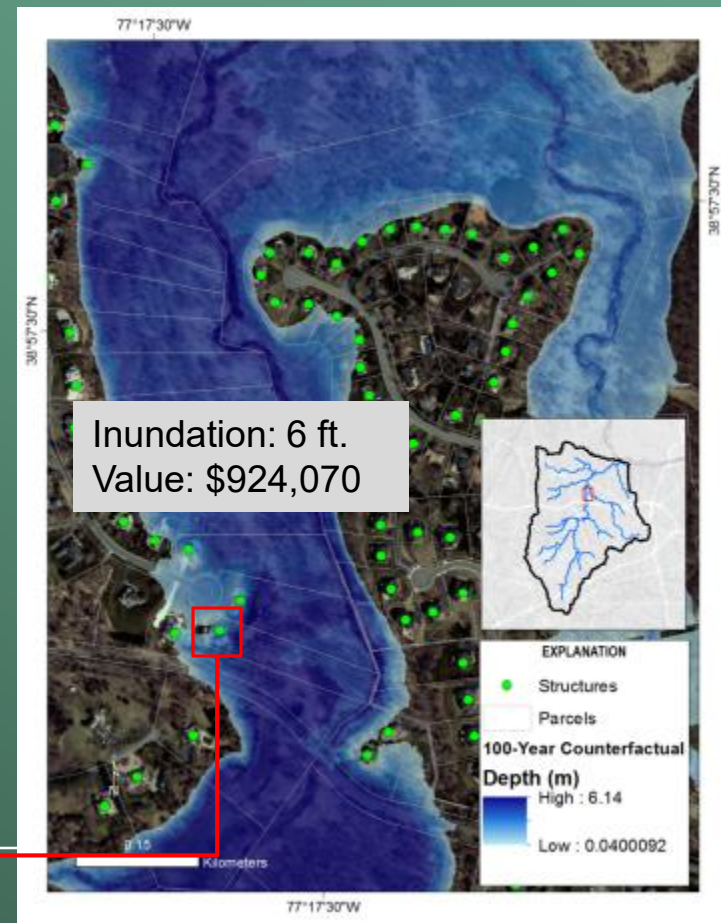 77°17'30"W
38°57'30"N
38°57'30"N
Inundation: 6 ft.
Value: $924,070
EXPLANATION
Structures
Parcels
100-Year Counterfactual
Depth (m)
High : 6.14
Low : 0.0400092
0.15
Kilometers
77°17'30"W